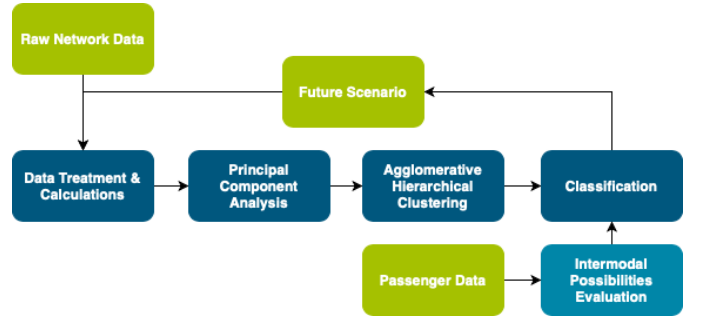 Raw Network Data
Future Scenario
Data Treatment &
Calculations
Principal
Component
Analysis
Agglomerative
Hierarchical
Clustering
Classification
Passenger Data
Intermodal
Possibilities
Evaluation